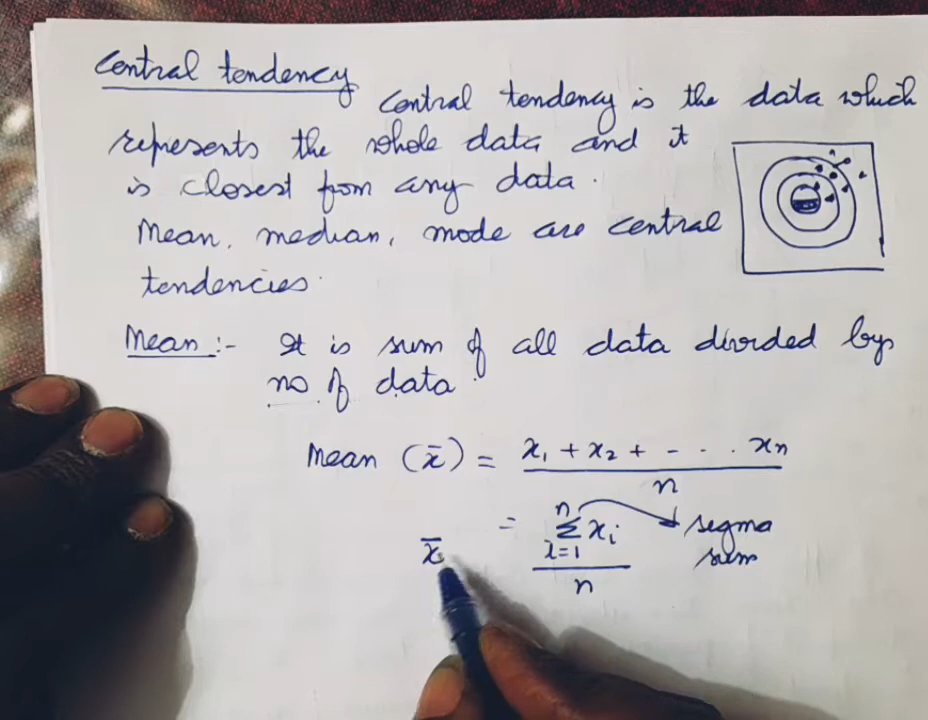 Central tendency
Central tendency is the data which
represents the whole data and it
is closest from any data.
Mean, median, mode are central
tendencies.
Mean :- It is sum of all data divided by
no of data.
Mean (x̄) = x₁ + x₂ + - - . . xₙ
n
= n
Σ xᵢ → segma
i=1 sum
n
x̄